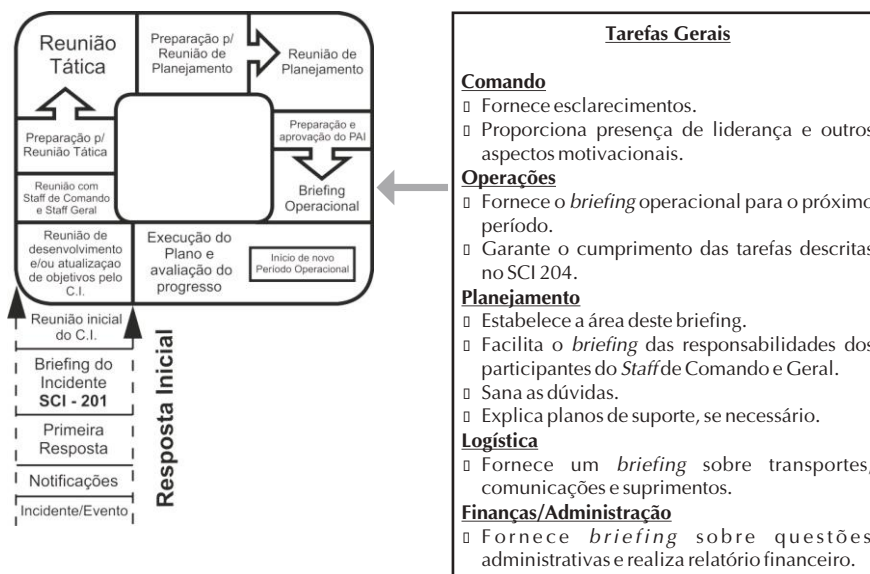 Reunião
Tática
Preparação p/
Reunião de
Planejamento
Reunião de
Planejamento
Preparação p/
Reunião Tática
Preparação e
aprovação do PAI
Reunião com
Staff de Comando
e Staff Geral
Briefing
Operacional
Reunião de
desenvolvimento
e/ou atualizaçao
de objetivos pelo
C.I.
Execução do
Plano e
avaliação do
progresso
Inicio de novo
Período Operacional
Reunião inicial
do C.I.
Briefing do
Incidente
SCI - 201
Primeira
Resposta
Notificações
Incidente/Evento
Resposta Inicial
Tarefas Gerais
Comando
Fornece esclarecimentos.
Proporciona presença de liderança e outros
aspectos motivacionais.
Operações
Fornece o briefing operacional para o próximo
período.
Garante o cumprimento das tarefas descritas
no SCI 204.
Planejamento
Estabelece a área deste briefing.
Facilita o briefing das responsabilidades dos
participantes do Staff de Comando e Geral.
Sana as dúvidas.
Explica planos de suporte, se necessário.
Logística
Fornece um briefing sobre transportes,
comunicações e suprimentos.
Finanças/Administração
Fornece briefing sobre questões
administrativas e realiza relatório financeiro.